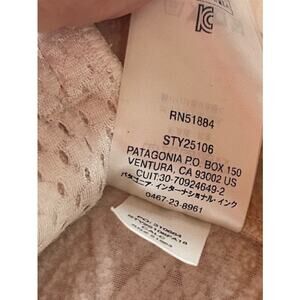 RN51884
STY25106
PATAGONIA P.O. BOX 150
VENTURA, CA 93002 US
CUIT:30-70924649-2
パタゴニア・インターナショナル・インク
0467-23-8961
STY25106FA18